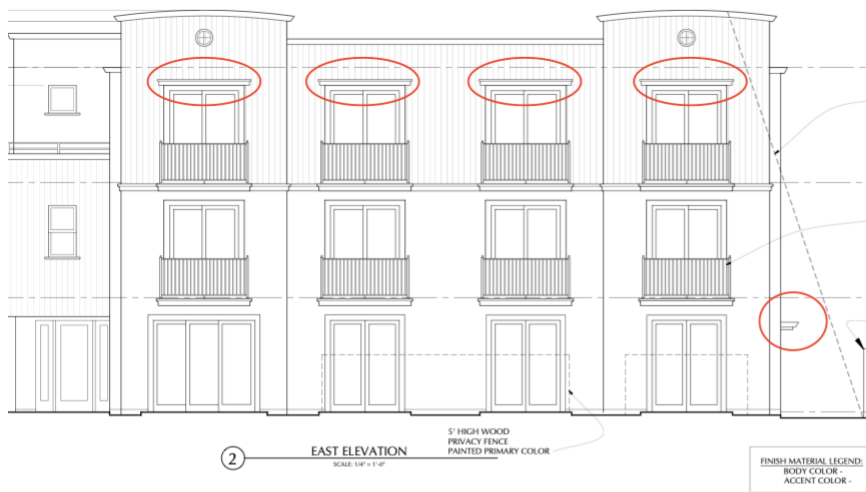 5' HIGH WOOD
PRIVACY FENCE
PAINTED PRIMARY COLOR
2
EAST ELEVATION
SCALE: 1/4" = 1'-0"
FINISH MATERIAL LEGEND:
BODY COLOR -
ACCENT COLOR -